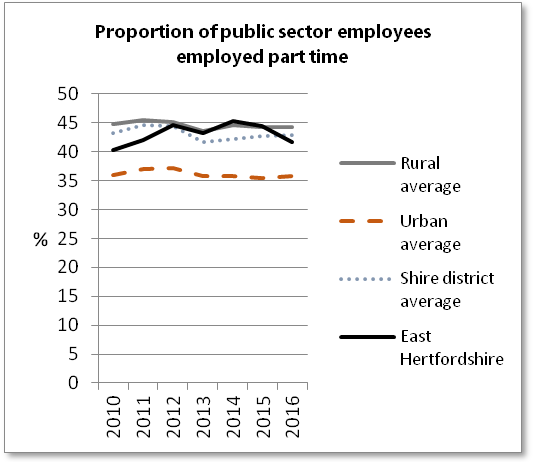 Proportion of public sector employees
employed part time
50
45
40
35
30
25
20
15
10
5
0
%
2010
2011
2012
2013
2014
2015
2016
Rural
average
Urban
average
Shire district
average
East
Hertfordshire